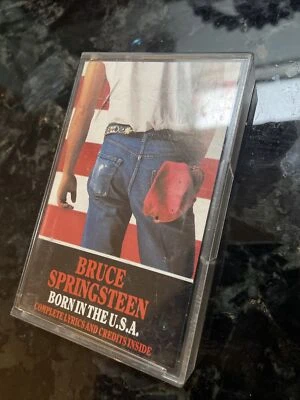 BRUCE
SPRINGSTEEN
BORN IN THE U.S.A.
COMPLETE LYRICS AND CREDITS INSIDE